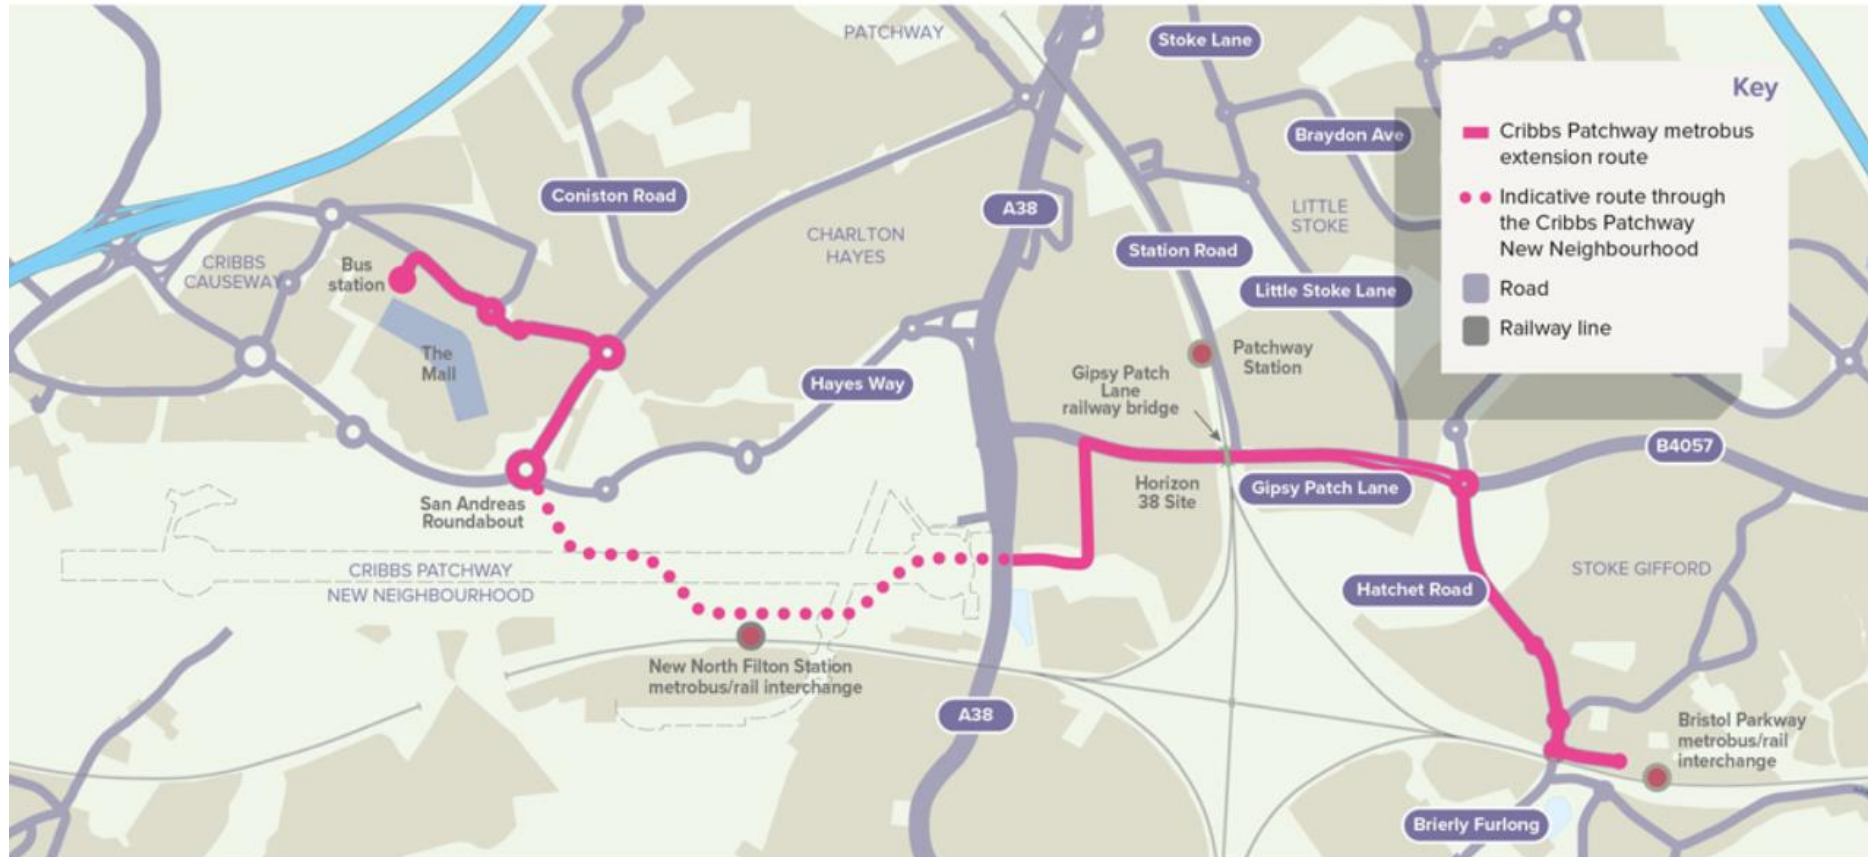 PATCHWAY
Stoke Lane
Key
Cribbs Patchway metrobus
extension route
Indicative route through
the Cribbs Patchway
New Neighbourhood
Road
Railway line
Braydon Ave
Coniston Road
A38
LITTLE
STOKE
CHARLTON
HAYES
Station Road
CRIBBS
CAUSEWAY
Bus
station
Little Stoke Lane
The
Mall
Hayes Way
Patchway
Station
Gipsy Patch
Lane
railway bridge
B4057
Horizon
38 Site
Gipsy Patch Lane
San Andreas
Roundabout
CRIBBS PATCHWAY
NEW NEIGHBOURHOOD
STOKE GIFFORD
Hatchet Road
New North Filton Station
metrobus/rail interchange
A38
Bristol Parkway
metrobus/rail
interchange
Brierly Furlong